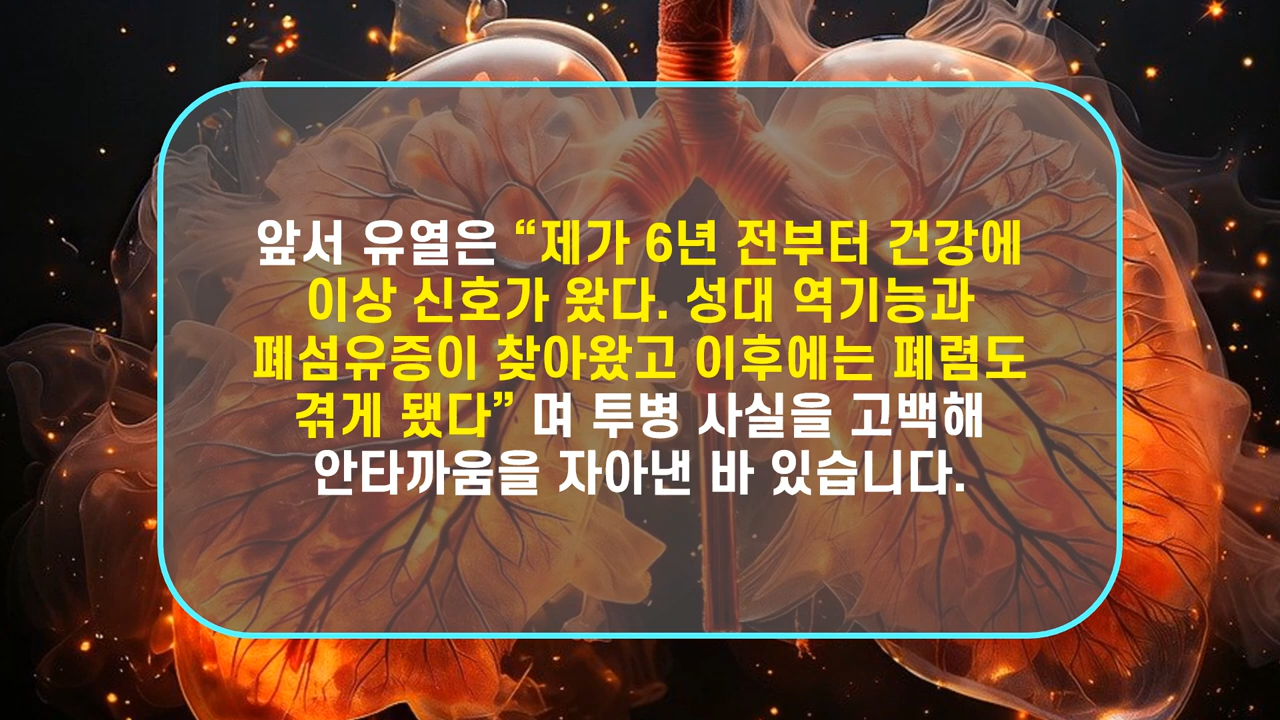 앞서 유열은 “제가 6년 전부터 건강에
이상 신호가 왔다. 성대 역기능과
폐섬유증이 찾아왔고 이후에는 폐렴도
겪게 됐다” 며 투병 사실을 고백해
안타까움을 자아낸 바 있습니다.